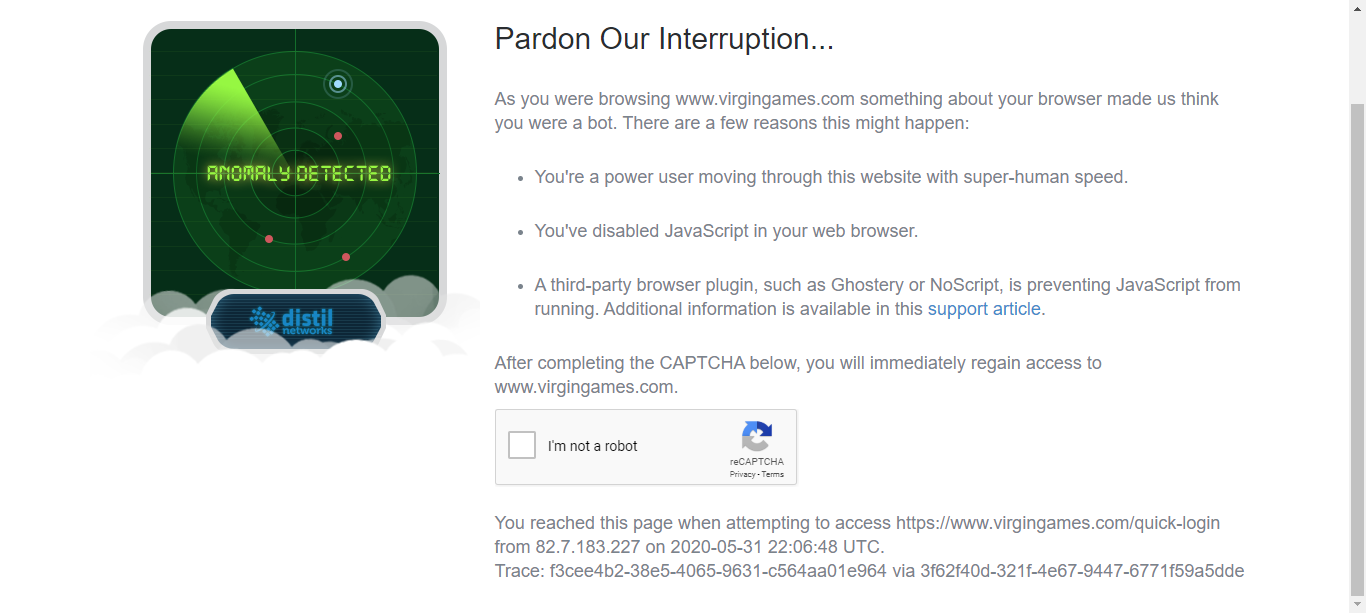 Pardon Our Interruption...
As you were browsing www.virgingames.com something about your browser made us think
you were a bot. There are a few reasons this might happen:
• You're a power user moving through this website with super-human speed.
• You've disabled JavaScript in your web browser.
• A third-party browser plugin, such as Ghostery or NoScript, is preventing JavaScript from
running. Additional information is available in this support article.
After completing the CAPTCHA below, you will immediately regain access to
www.virgingames.com.
I'm not a robot
reCAPTCHA
Privacy - Terms
You reached this page when attempting to access https://www.virgingames.com/quick-login
from 82.7.183.227 on 2020-05-31 22:06:48 UTC.
Trace: f3cee4b2-38e5-4065-9631-c564aa01e964 via 3f62f40d-321f-4e67-9447-6771f59a5dde
ANOMALY DETECTED
distil
networks